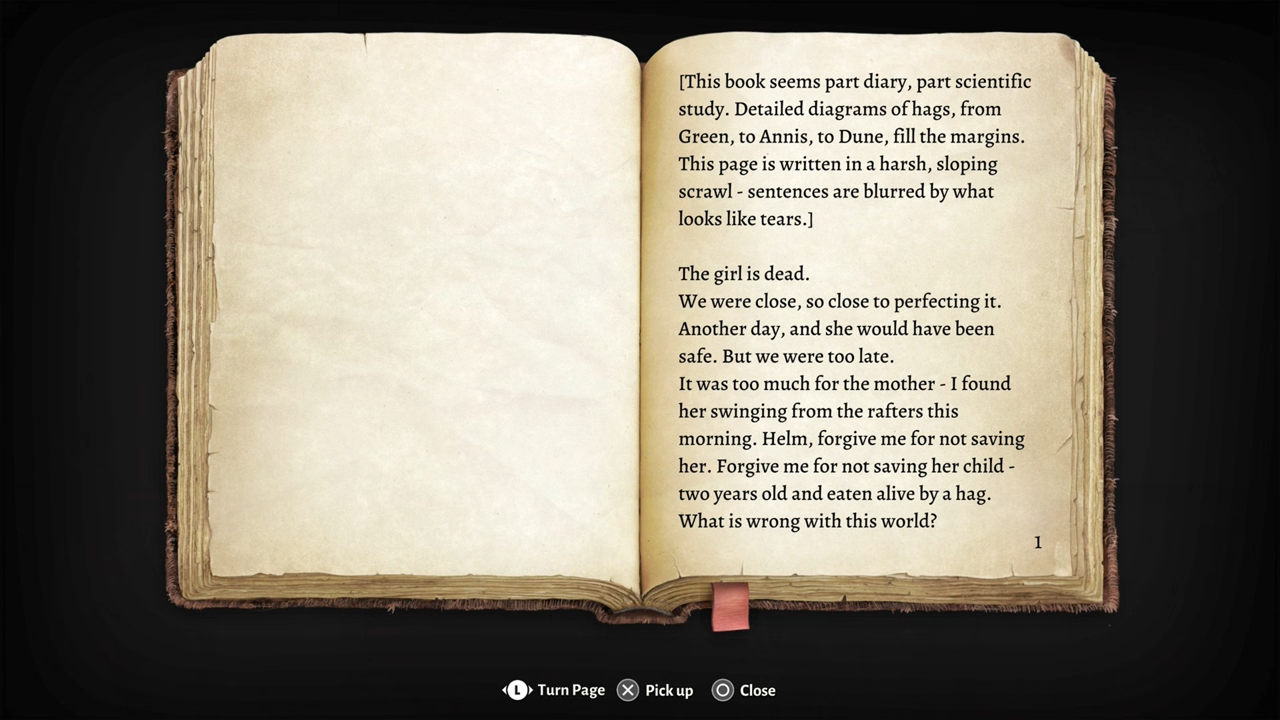 [This book seems part diary, part scientific
study. Detailed diagrams of hags, from
Green, to Annis, to Dune, fill the margins.
This page is written in a harsh, sloping
scrawl - sentences are blurred by what
looks like tears.]
The girl is dead.
We were close, so close to perfecting it.
Another day, and she would have been
safe. But we were too late.
It was too much for the mother - I found
her swinging from the rafters this
morning. Helm, forgive me for not saving
her. Forgive me for not saving her child -
two years old and eaten alive by a hag.
What is wrong with this world?
1
L Turn Page Pick up Close